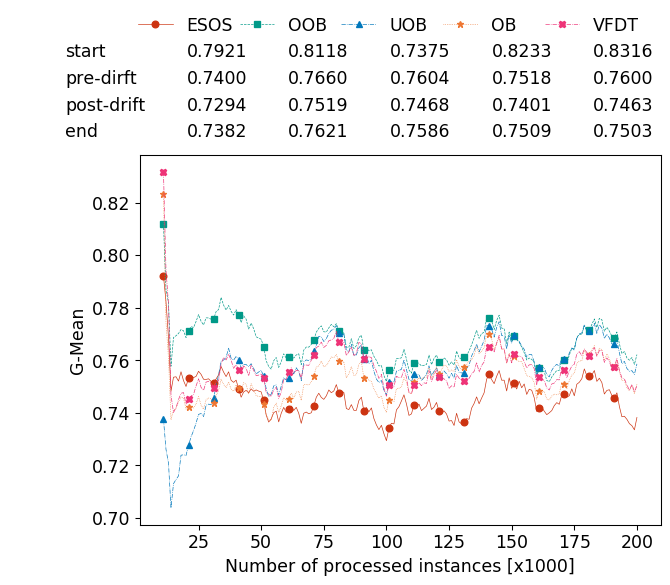 ESOS OOB UOB OB VFDT
start 0.7921 0.8118 0.7375 0.8233 0.8316
pre-dirft 0.7400 0.7660 0.7604 0.7518 0.7600
post-drift 0.7294 0.7519 0.7468 0.7401 0.7463
end 0.7382 0.7621 0.7586 0.7509 0.7503
0.82
0.80
0.78
0.76
0.74
0.72
0.70
G-Mean
25 50 75 100 125 150 175 200
Number of processed instances [x1000]